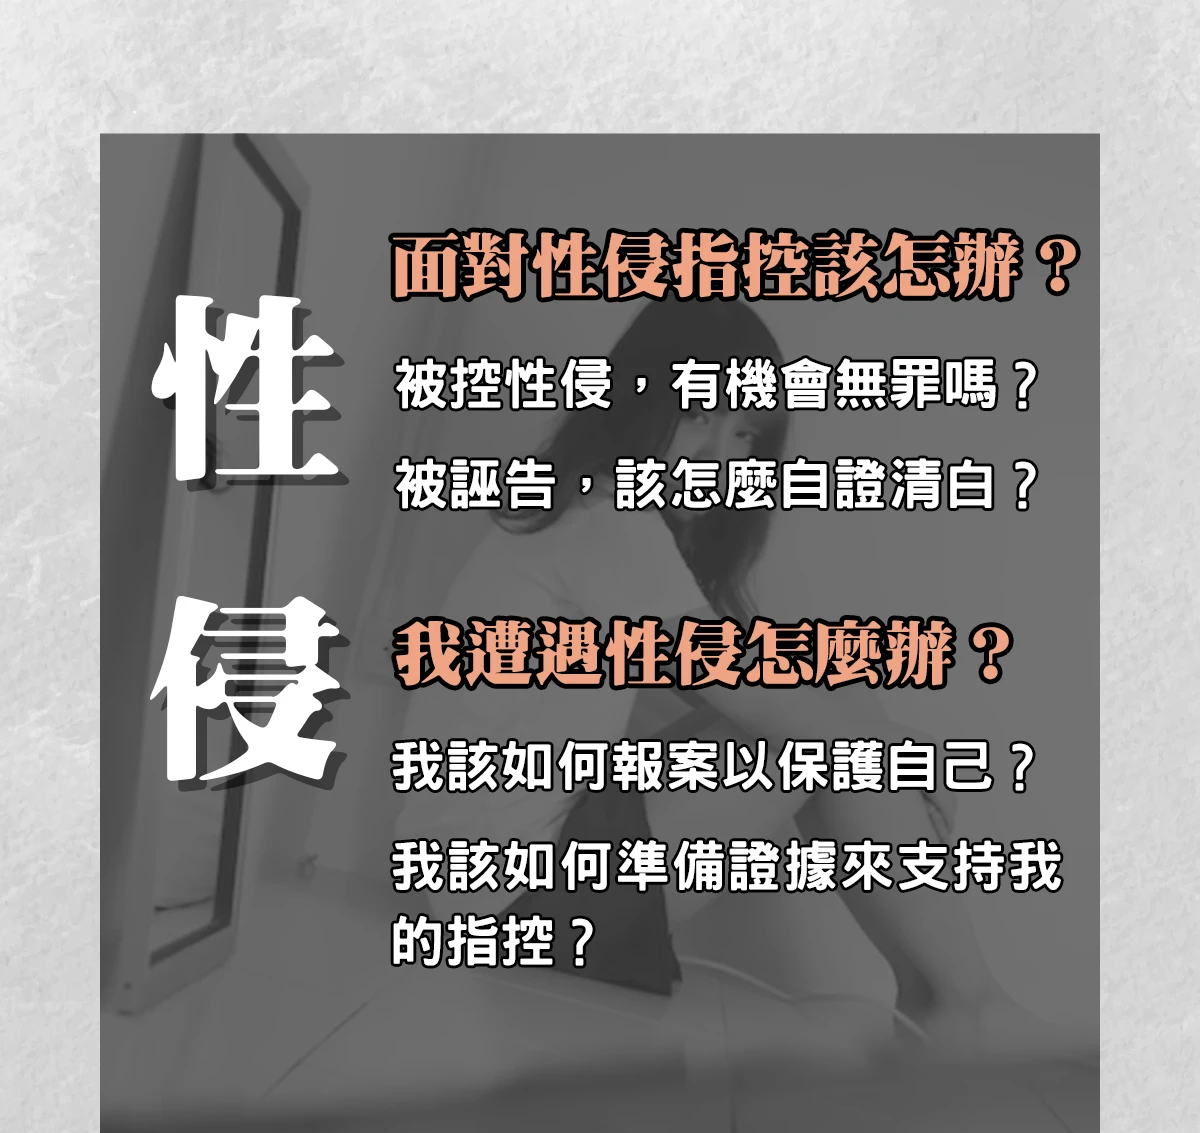 性侵
面對性侵指控該怎辦？
被控性侵，有機會無罪嗎？
被誣告，該怎麼自證清白？
我遭遇性侵怎麼辦？
我該如何報案以保護自己？
我該如何準備證據來支持我
的指控？